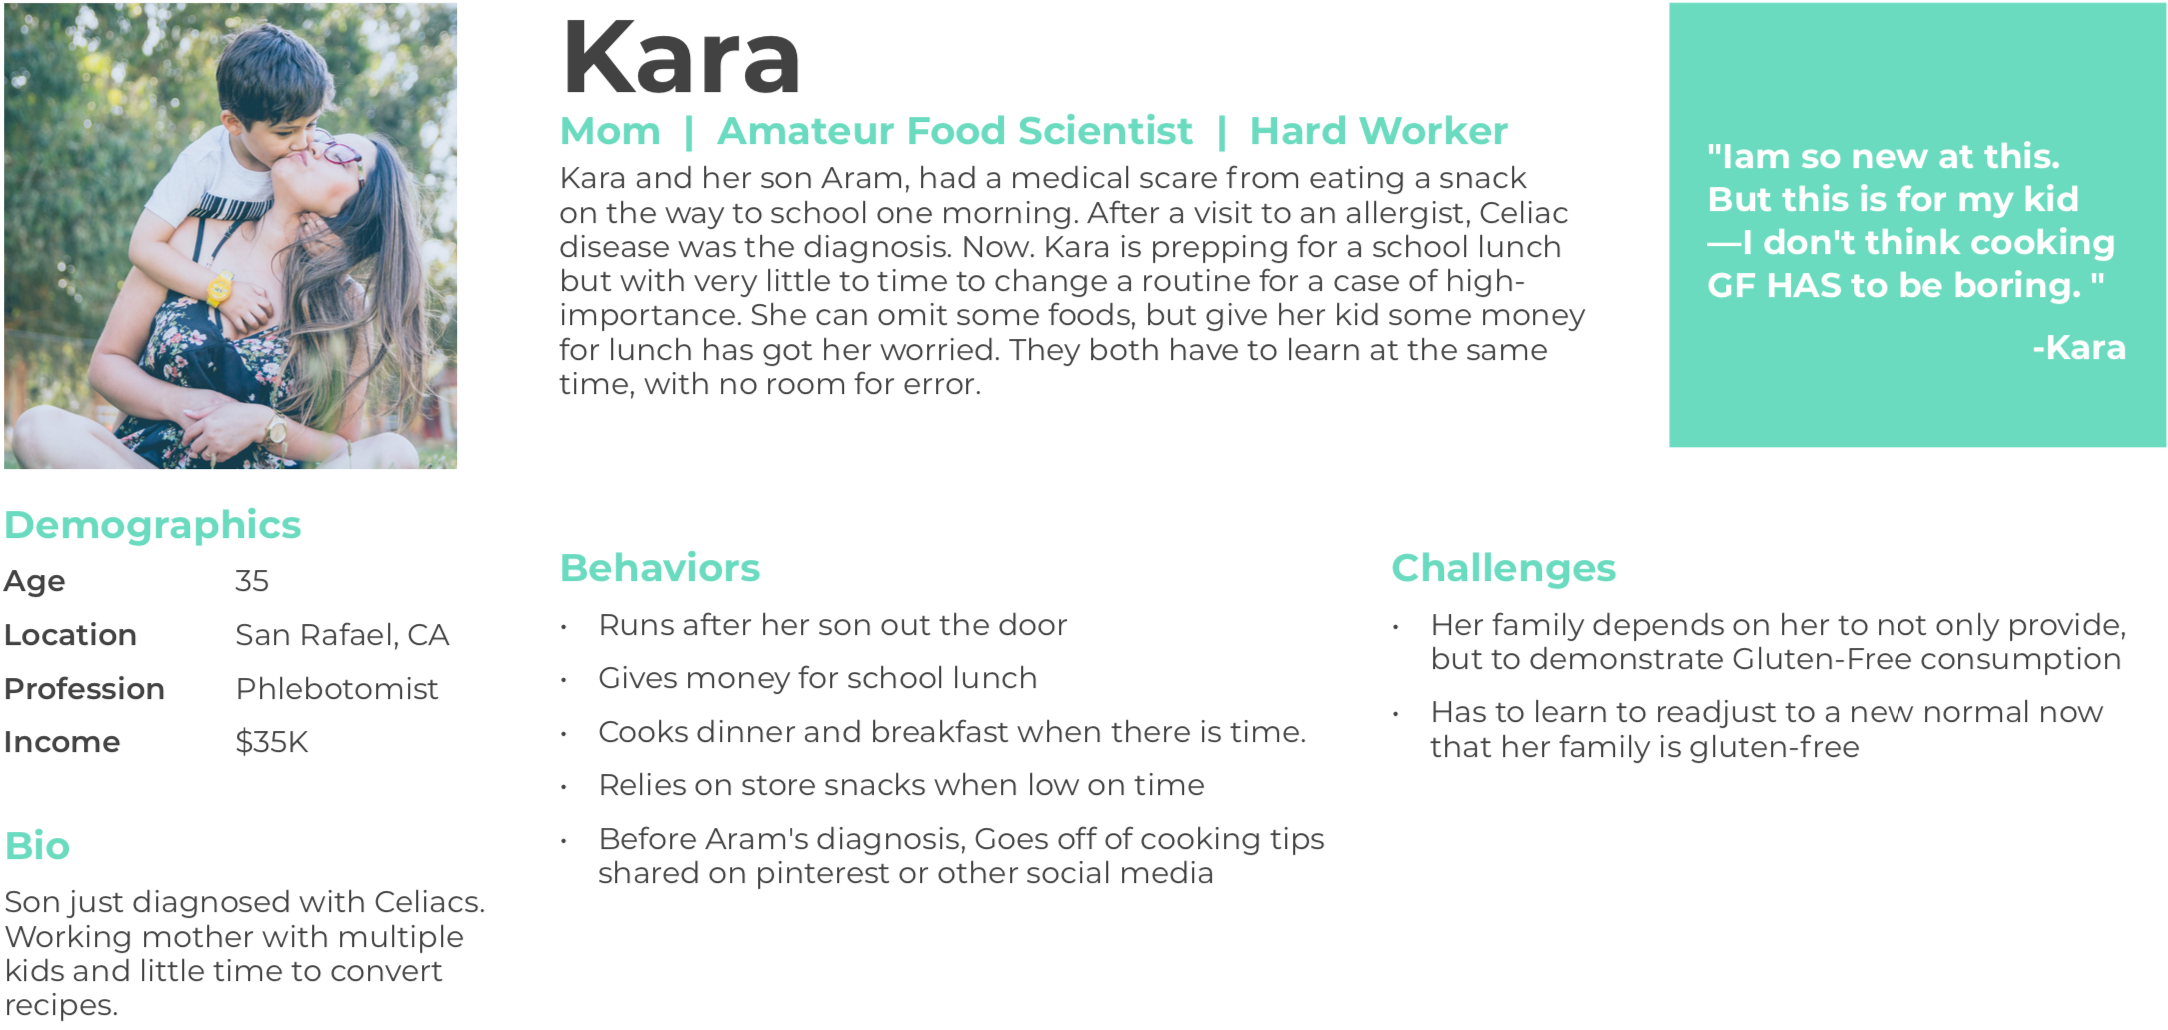 Kara
Mom | Amateur Food Scientist | Hard Worker
Kara and her son Aram, had a medical scare from eating a snack
on the way to school one morning. After a visit to an allergist, Celiac
disease was the diagnosis. Now. Kara is prepping for a school lunch
but with very little to time to change a routine for a case of high-
importance. She can omit some foods, but give her kid some money
for lunch has got her worried. They both have to learn at the same
time, with no room for error.
"Iam so new at this.
But this is for my kid
—I don't think cooking
GF HAS to be boring. "
-Kara
Demographics
Age 35
Location San Rafael, CA
Profession Phlebotomist
Income $35K
Bio
Son just diagnosed with Celiacs.
Working mother with multiple
kids and little time to convert
recipes.
Behaviors
• Runs after her son out the door
• Gives money for school lunch
• Cooks dinner and breakfast when there is time.
• Relies on store snacks when low on time
• Before Aram's diagnosis, Goes off of cooking tips
shared on pinterest or other social media
Challenges
• Her family depends on her to not only provide,
but to demonstrate Gluten-Free consumption
• Has to learn to readjust to a new normal now
that her family is gluten-free